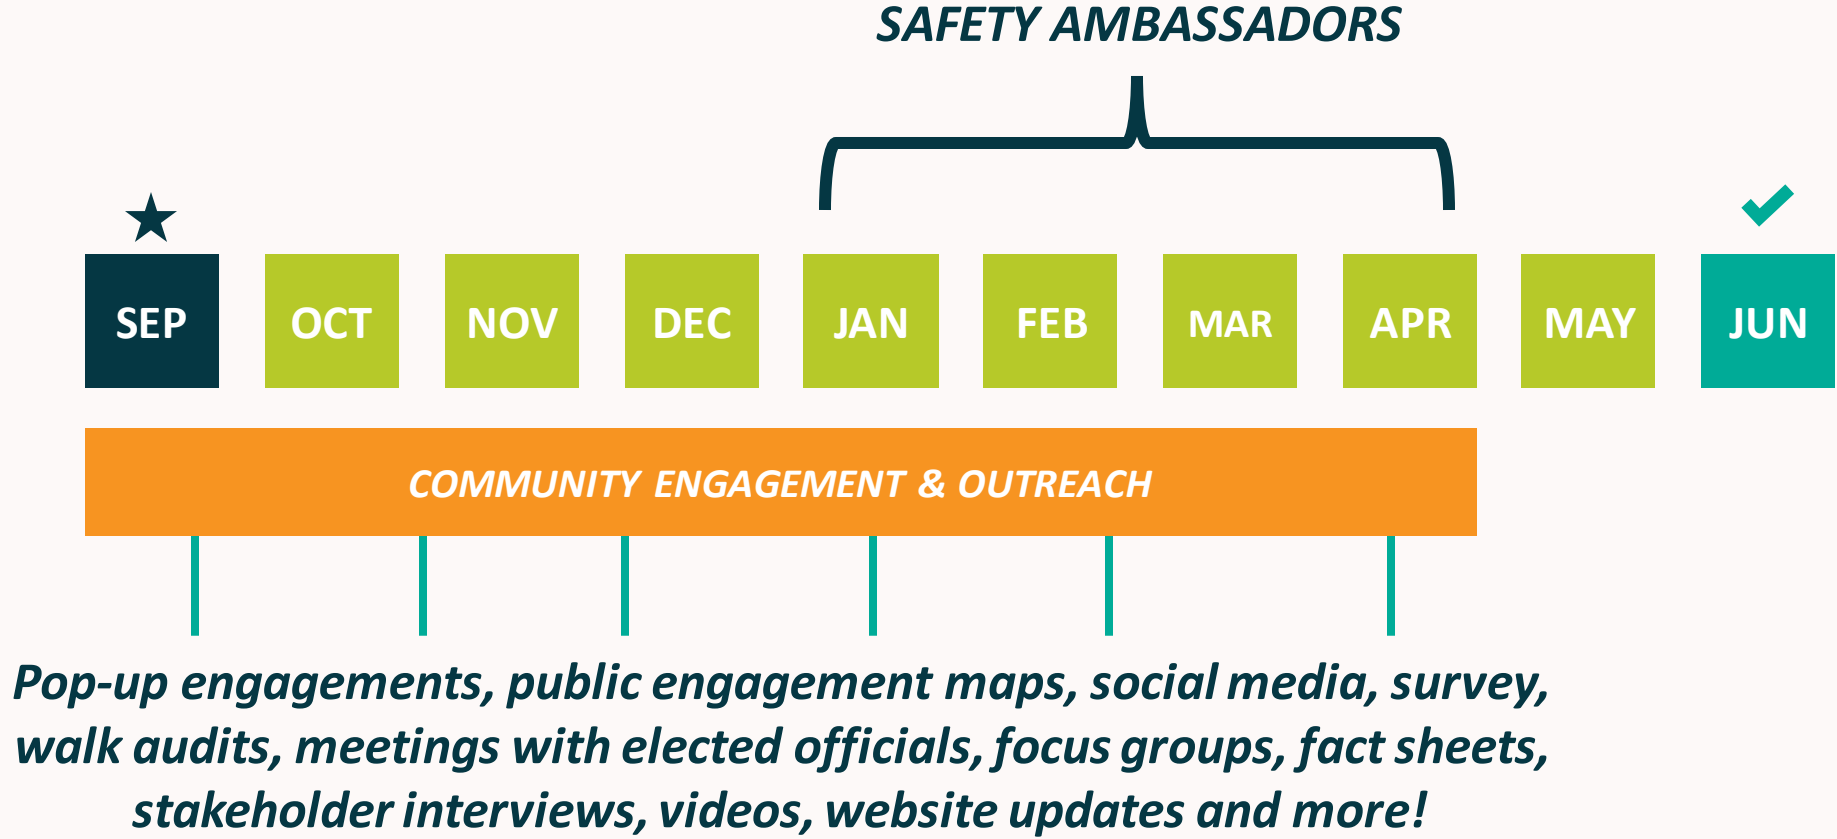 SAFETY AMBASSADORS
SEP OCT NOV DEC JAN FEB MAR APR MAY JUN
COMMUNITY ENGAGEMENT & OUTREACH
Pop-up engagements, public engagement maps, social media, survey,
walk audits, meetings with elected officials, focus groups, fact sheets,
stakeholder interviews, videos, website updates and more!